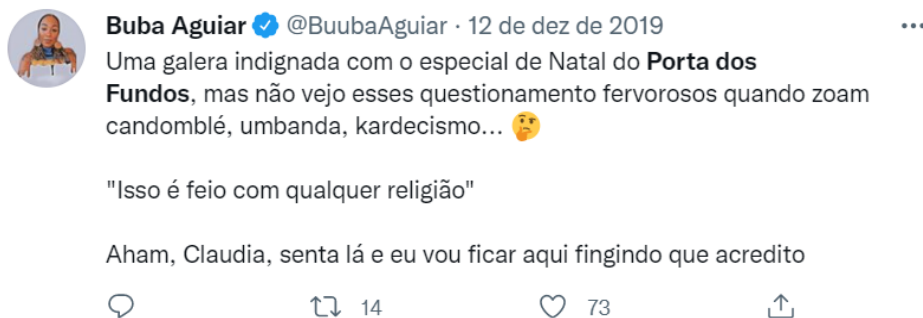 Buba Aguiar @BuubaAguiar · 12 de dez de 2019
Uma galera indignada com o especial de Natal do Porta dos
Fundos, mas não vejo esses questionamento fervorosos quando zoam
candomblé, umbanda, kardecismo... 🤔
"Isso é feio com qualquer religião"
Aham, Claudia, senta lá e eu vou ficar aqui fingindo que acredito
14 73